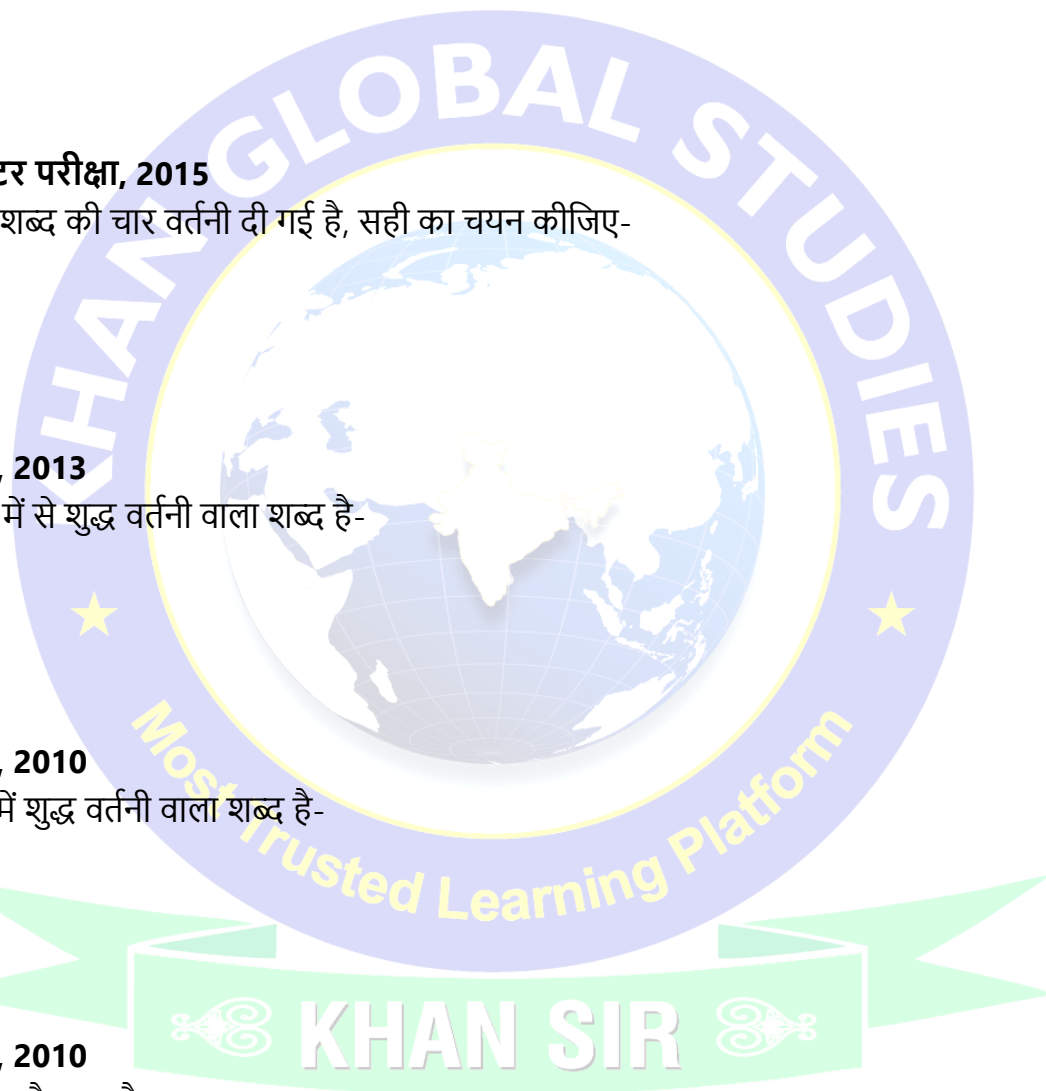 KHAN GLOBAL STUDIES
टर परीक्षा, 2015
शब्द की चार वर्तनी दी गई है, सही का चयन कीजिए-
, 2013
में से शुद्ध वर्तनी वाला शब्द है-
, 2010
में शुद्ध वर्तनी वाला शब्द है-
Most Trusted Learning Platform
KHAN SIR
, 2010